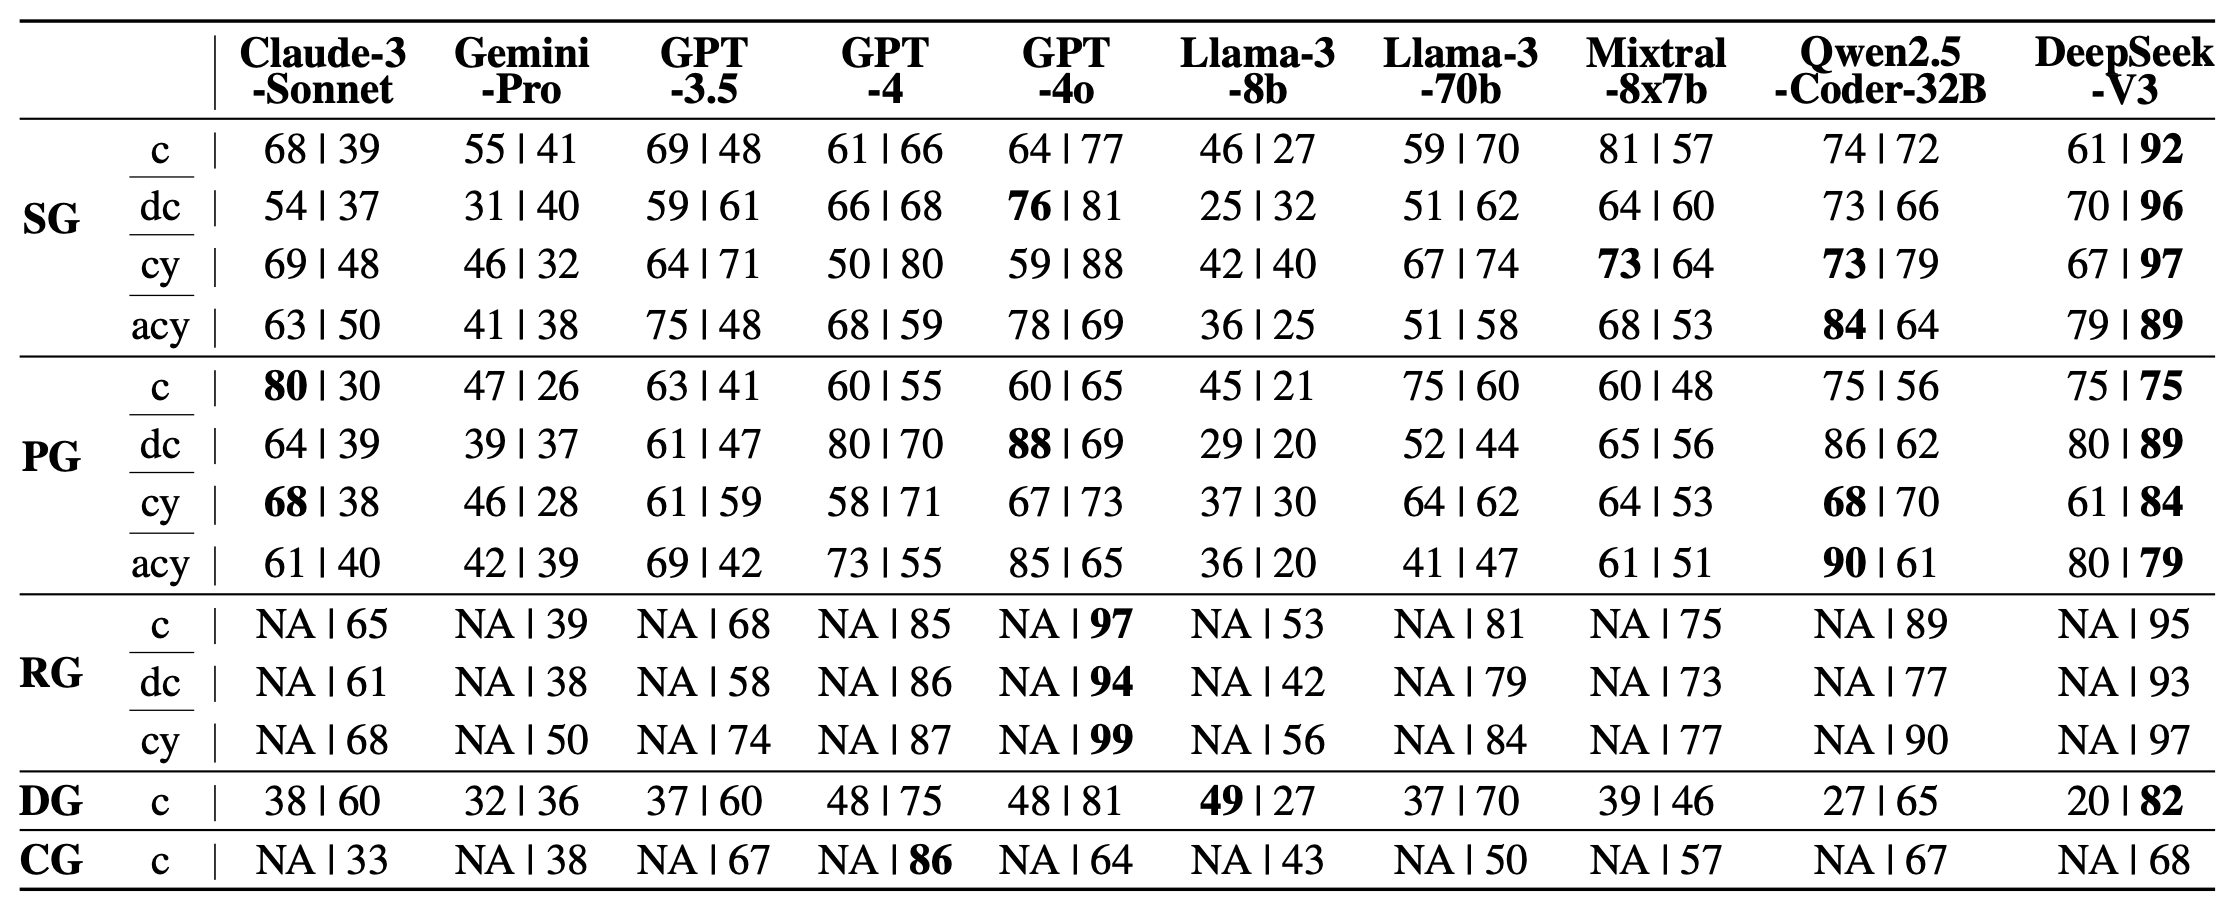 Claude-3 Gemini GPT GPT GPT Llama-3 Llama-3 Mixtral Qwen2.5 DeepSeek
-Sonnet -Pro -3.5 -4 -4o -8b -70b -8x7b -Coder-32B -V3
c | 68 | 39 55 | 41 69 | 48 61 | 66 64 | 77 46 | 27 59 | 70 81 | 57 74 | 72 61 | 92
SG dc | 54 | 37 31 | 40 59 | 61 66 | 68 76 | 81 25 | 32 51 | 62 64 | 60 73 | 66 70 | 96
cy | 69 | 48 46 | 32 64 | 71 50 | 80 59 | 88 42 | 40 67 | 74 73 | 64 73 | 79 67 | 97
acy | 63 | 50 41 | 38 75 | 48 68 | 59 78 | 69 36 | 25 51 | 58 68 | 53 84 | 64 79 | 89
c | 80 | 30 47 | 26 63 | 41 60 | 55 60 | 65 45 | 21 75 | 60 60 | 48 75 | 56 75 | 75
PG dc | 64 | 39 39 | 37 61 | 47 80 | 70 88 | 69 29 | 20 52 | 44 65 | 56 86 | 62 80 | 89
cy | 68 | 38 46 | 28 61 | 59 58 | 71 67 | 73 37 | 30 64 | 62 64 | 53 68 | 70 61 | 84
acy | 61 | 40 42 | 39 69 | 42 73 | 55 85 | 65 36 | 20 41 | 47 61 | 51 90 | 61 80 | 79
c | NA | 65 NA | 39 NA | 68 NA | 85 NA | 97 NA | 53 NA | 81 NA | 75 NA | 89 NA | 95
RG dc | NA | 61 NA | 38 NA | 58 NA | 86 NA | 94 NA | 42 NA | 79 NA | 73 NA | 77 NA | 93
cy | NA | 68 NA | 50 NA | 74 NA | 87 NA | 99 NA | 56 NA | 84 NA | 77 NA | 90 NA | 97
DG c | 38 | 60 32 | 36 37 | 60 48 | 75 48 | 81 49 | 27 37 | 70 39 | 46 27 | 65 20 | 82
CG c | NA | 33 NA | 38 NA | 67 NA | 86 NA | 64 NA | 43 NA | 50 NA | 57 NA | 67 NA | 68